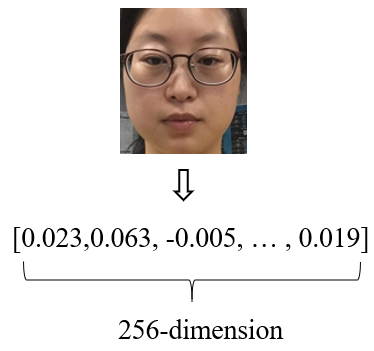 [0.023,0.063, -0.005, … , 0.019]
256-dimension